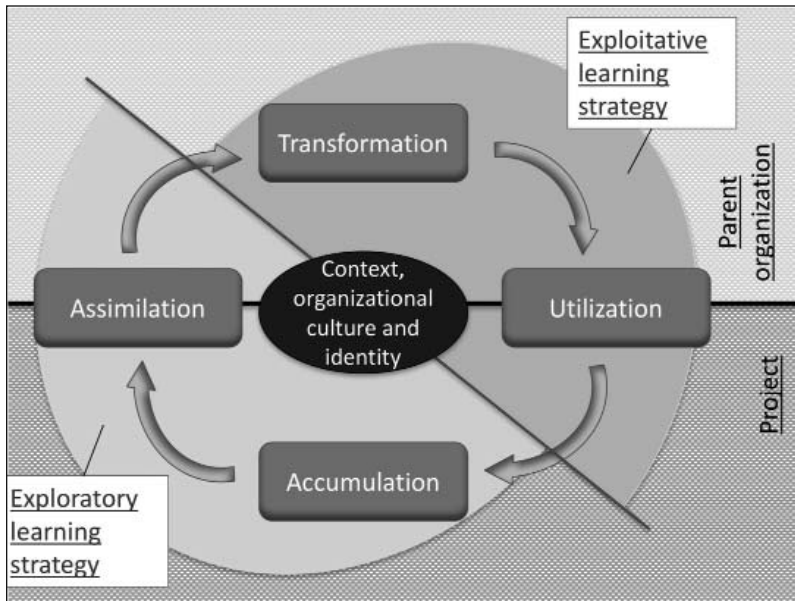 Exploitative
learning
strategy
Transformation
Parent
organization
Context,
organizational
culture and
identity
Assimilation
Utilization
Project
Accumulation
Exploratory
learning
strategy